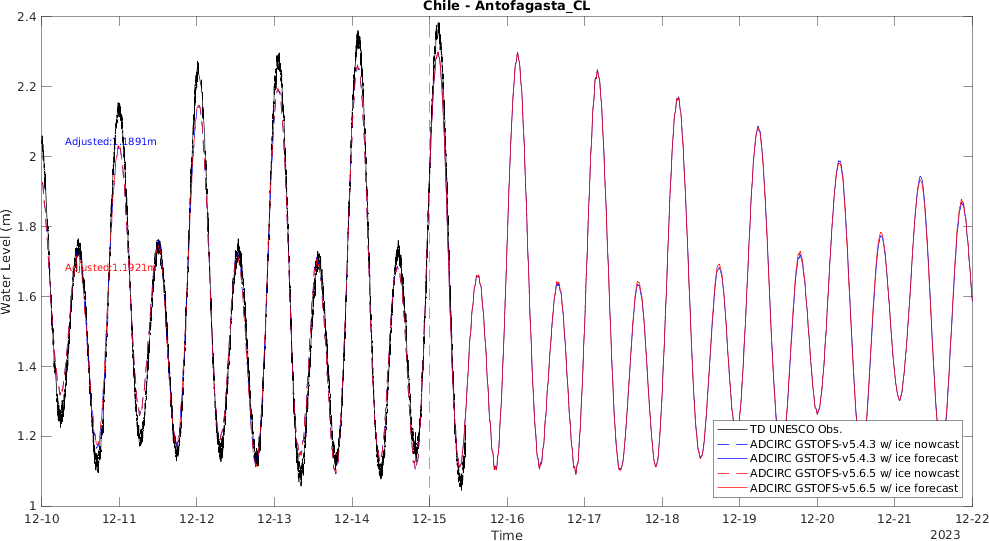 Chile - Antofagasta_CL
2.4
2.2
2
1.8
1.6
1.4
1.2
1
Water Level (m)
Adjusted:1.1891m
Adjusted:1.1921m
TD UNESCO Obs.
ADCIRC GSTOFS-v5.4.3 w/ ice nowcast
ADCIRC GSTOFS-v5.4.3 w/ ice forecast
ADCIRC GSTOFS-v5.6.5 w/ ice nowcast
ADCIRC GSTOFS-v5.6.5 w/ ice forecast
12-10 12-11 12-12 12-13 12-14 12-15 12-16 12-17 12-18 12-19 12-20 12-21 12-22
Time
2023